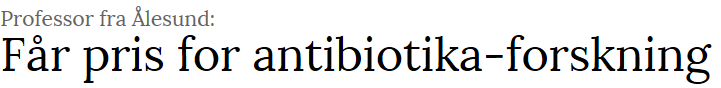 Professor fra Ålesund:
Får pris for antibiotika-forskning